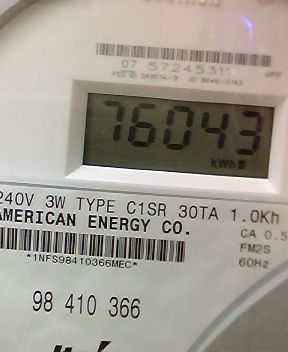 07 57245311 HPP
76043
kWh
240V 3W TYPE C1SR 30TA 1.0Kh
AMERICAN ENERGY CO.
CA 0.5
FM2S
60Hz
*1NFS98410366MEC*
98 410 366